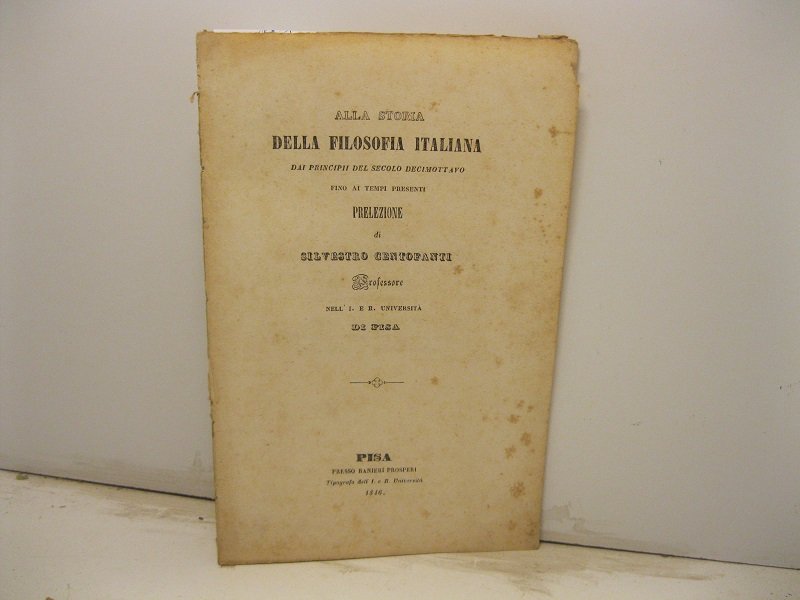 ALLA STORIA
DELLA FILOSOFIA ITALIANA
DAI PRINCIPII DEL SECOLO DECIMOTTAVO
FINO AI TEMPI PRESENTI
PRELEZIONE
di
SILVESTRO CENTOFANTI
Professore
NELL' I. E R. UNIVERSITÀ
DI PISA
PISA
PRESSO RANIERI PROSPERI
Tipografo dell' I. e R. Università
1846.